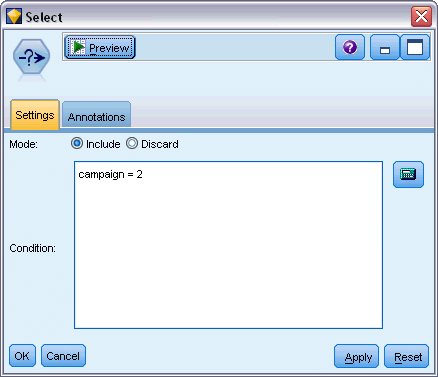 Select
Preview
Settings
Annotations
Mode:
Include
Discard
campaign = 2
Condition:
OK
Cancel
Apply
Reset